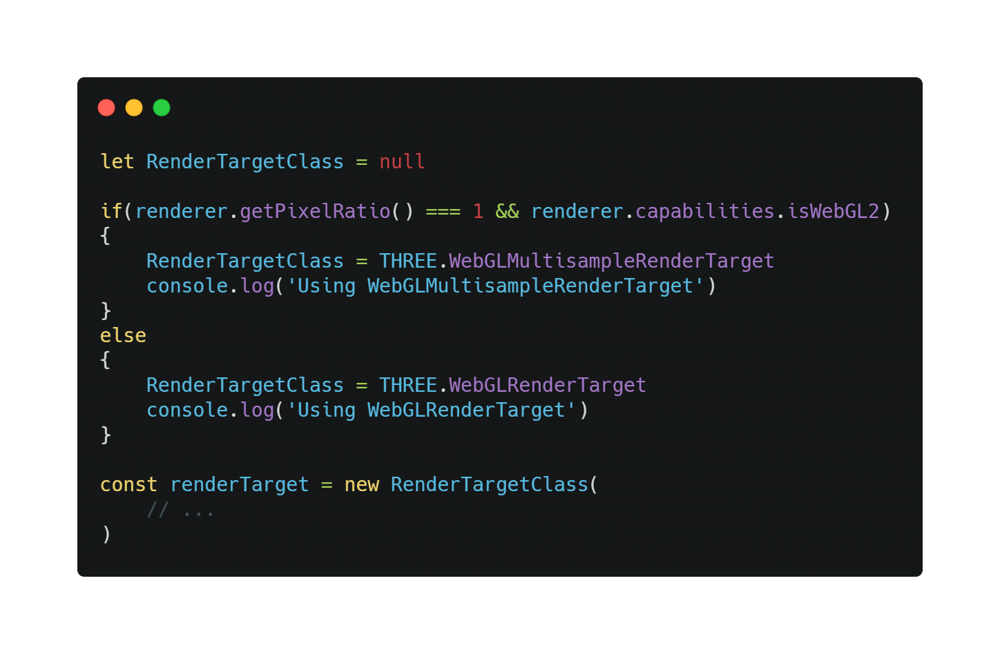 let RenderTargetClass = null
if(renderer.getPixelRatio() === 1 && renderer.capabilities.isWebGL2)
{
    RenderTargetClass = THREE.WebGLMultisampleRenderTarget
    console.log('Using WebGLMultisampleRenderTarget')
}
else
{
    RenderTargetClass = THREE.WebGLRenderTarget
    console.log('Using WebGLRenderTarget')
}
const renderTarget = new RenderTargetClass(
    // ...
)